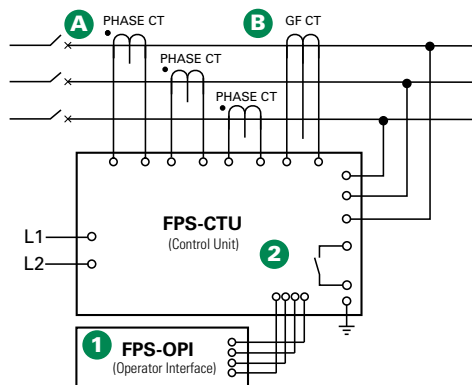 A PHASE CT B GF CT
PHASE CT
PHASE CT
FPS-CTU
(Control Unit)
L1
L2
2
1 FPS-OPI
(Operator Interface)